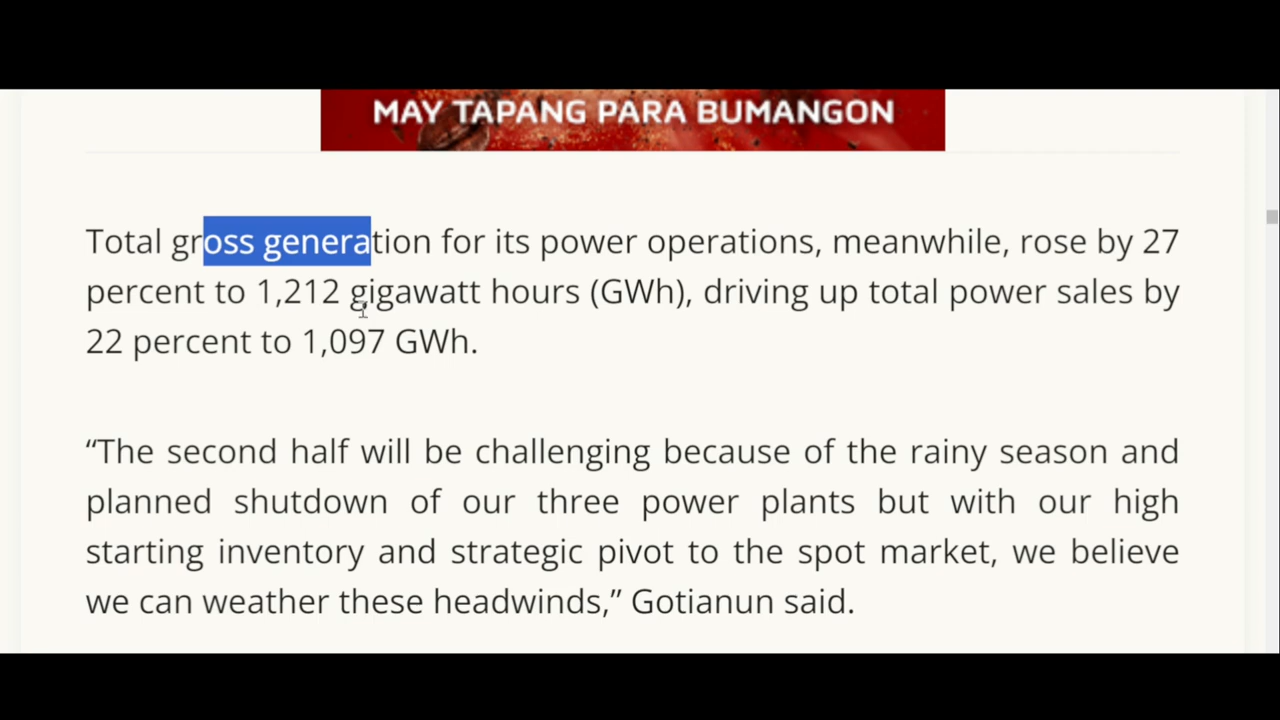 MAY TAPANG PARA BUMANGON
Total gross generation for its power operations, meanwhile, rose by 27
percent to 1,212 gigawatt hours (GWh), driving up total power sales by
22 percent to 1,097 GWh.
“The second half will be challenging because of the rainy season and
planned shutdown of our three power plants but with our high
starting inventory and strategic pivot to the spot market, we believe
we can weather these headwinds,” Gotianun said.